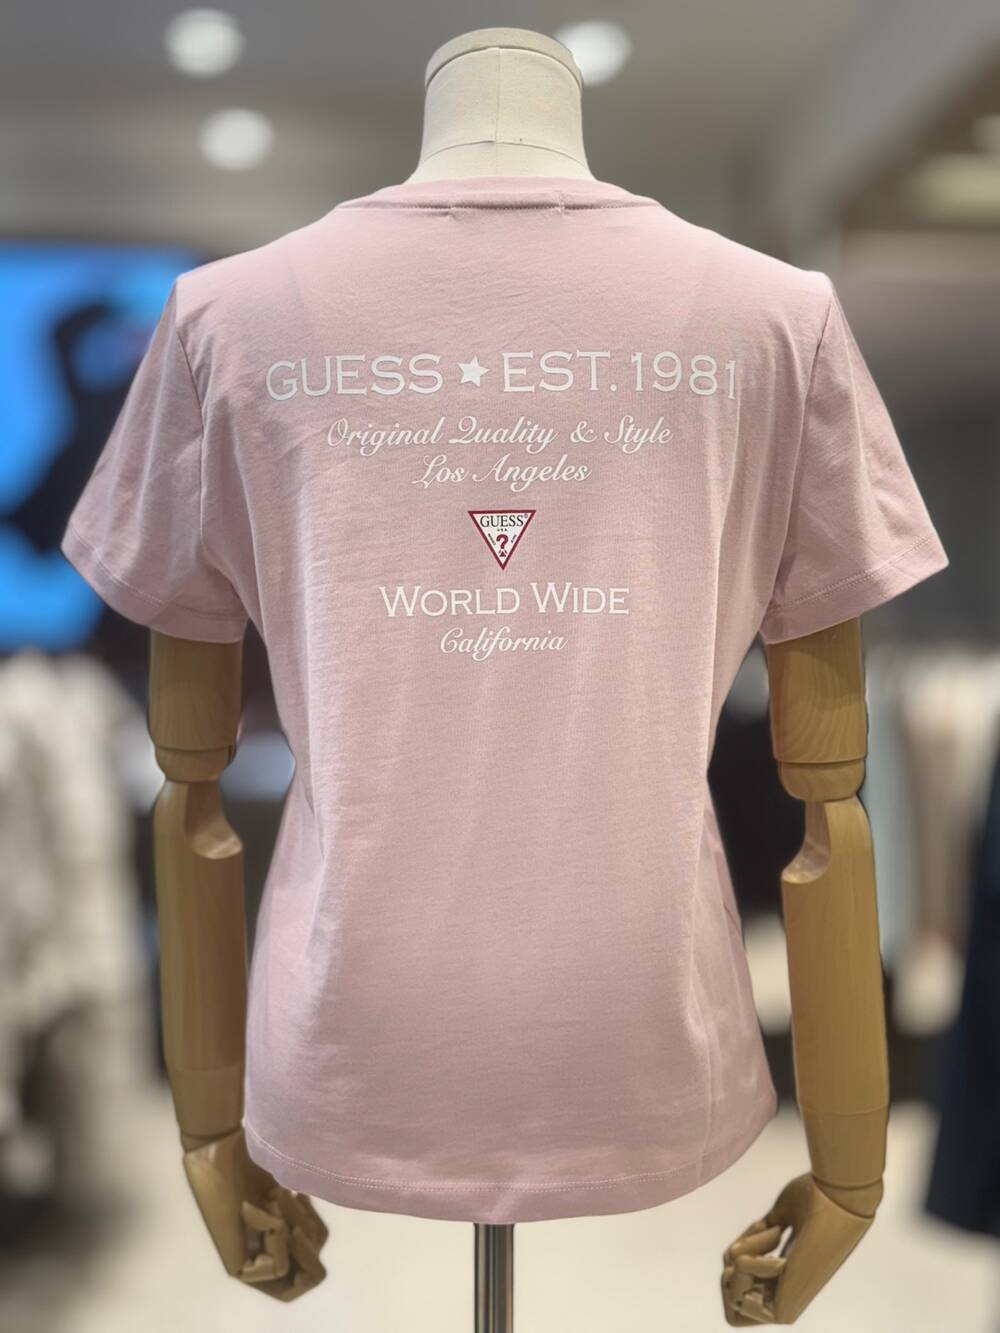 GUESS ★ EST. 1981
Original Quality & Style
Los Angeles
GUESS®
U.S.A.
?
WORLD WIDE
California